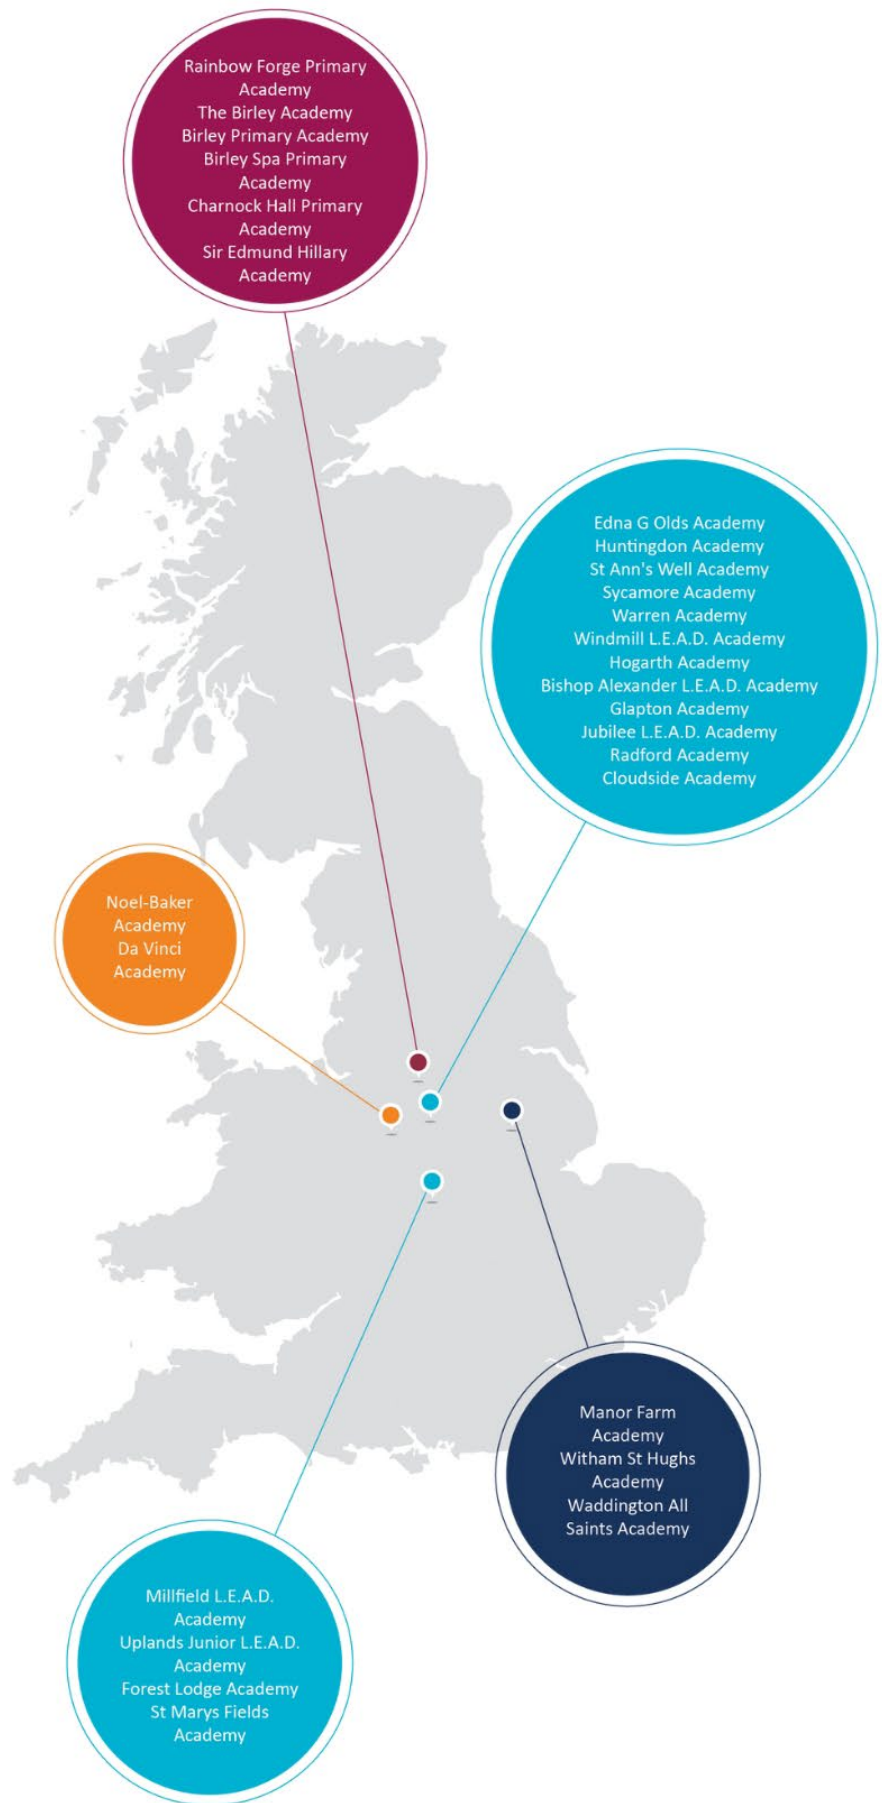 Rainbow Forge Primary
Academy
The Birley Academy
Birley Primary Academy
Birley Spa Primary
Academy
Charnock Hall Primary
Academy
Sir Edmund Hillary
Academy
Edna G Olds Academy
Huntingdon Academy
St Ann's Well Academy
Sycamore Academy
Warren Academy
Windmill L.E.A.D. Academy
Hogarth Academy
Bishop Alexander L.E.A.D. Academy
Glapton Academy
Jubilee L.E.A.D. Academy
Radford Academy
Cloudside Academy
Noel-Baker
Academy
Da Vinci
Academy
Manor Farm
Academy
Witham St Hughs
Academy
Waddington All
Saints Academy
Millfield L.E.A.D.
Academy
Uplands Junior L.E.A.D.
Academy
Forest Lodge Academy
St Marys Fields
Academy